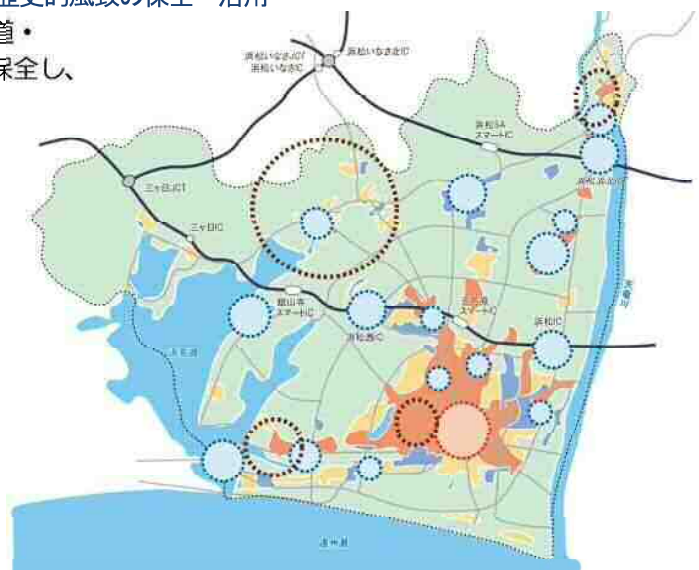 歴史的風致の保全・活用
道・
保全し、
浜松いなさJCT
浜松いなさIC
浜松いなさ北IC
浜松SA
スマートIC
浜松浜北IC
三ヶ日JCT
三ヶ日IC
舘山寺
スマートIC
浜松西IC
三方原
スマートIC
浜松IC
天竜川
浜名湖
遠州灘